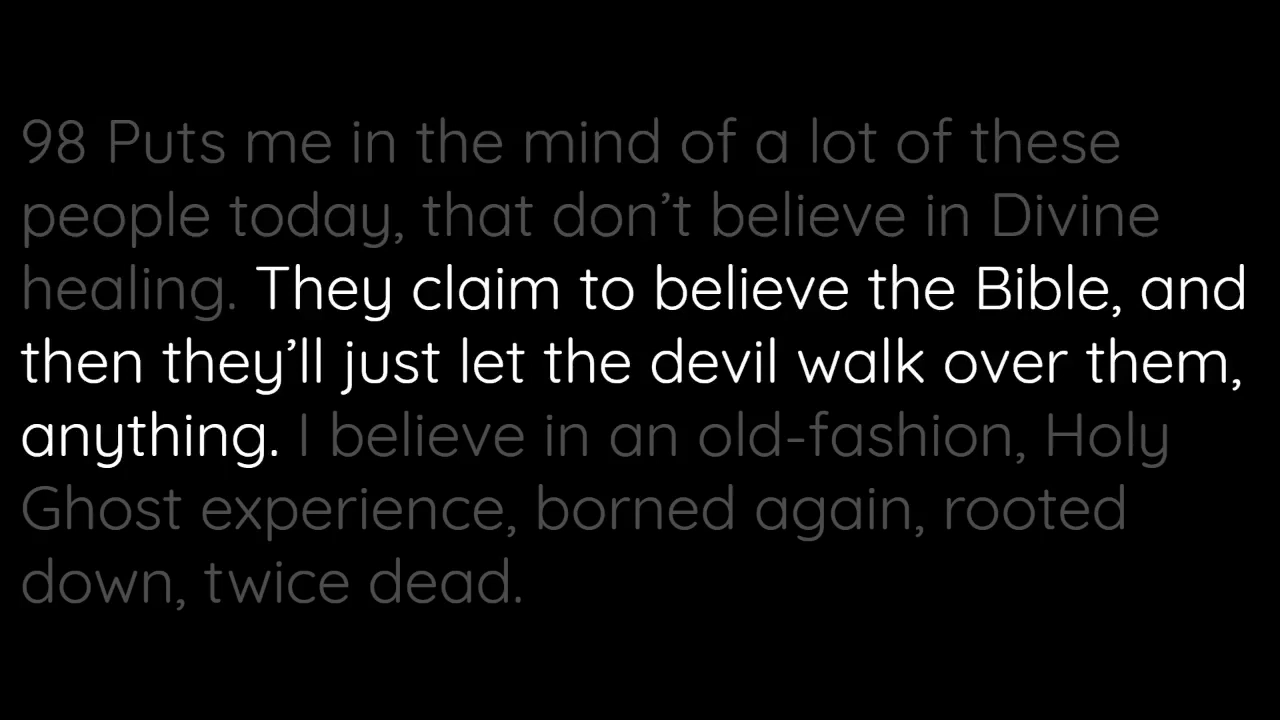 98 Puts me in the mind of a lot of these
people today, that don’t believe in Divine
healing. They claim to believe the Bible, and
then they’ll just let the devil walk over them,
anything. I believe in an old-fashion, Holy
Ghost experience, borned again, rooted
down, twice dead.